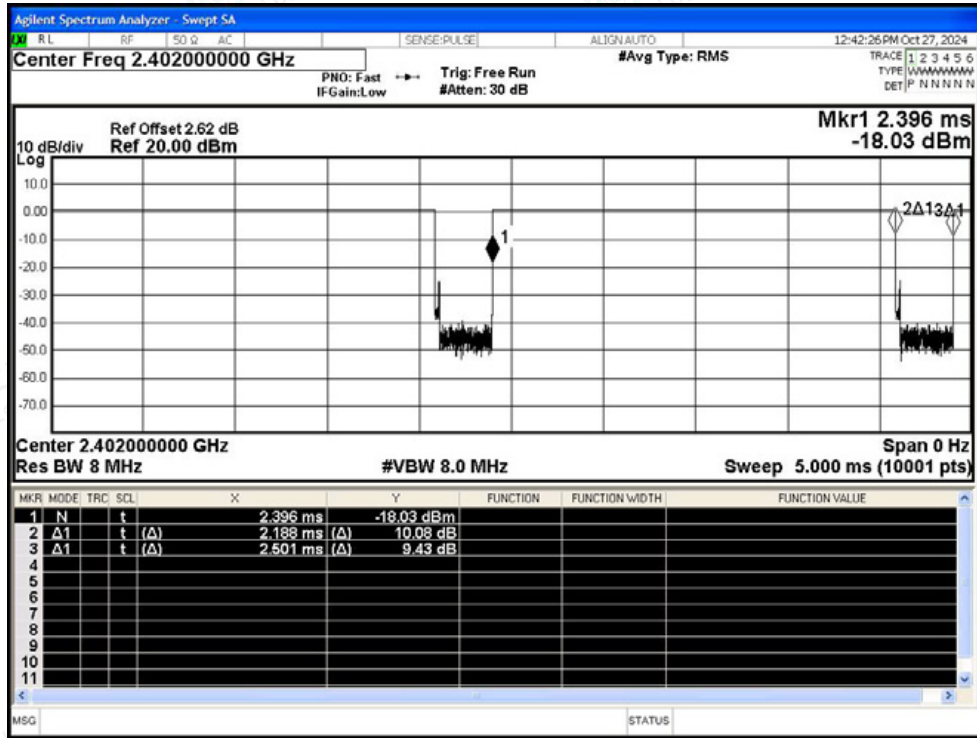 Agilent Spectrum Analyzer - Swept SA
RL RF 50 Ω AC SENSE:PULSE ALIGN AUTO 12:42:26 PM Oct 27, 2024
Center Freq 2.402000000 GHz #Avg Type: RMS TRACE 1 2 3 4 5 6
PNO: Fast Trig: Free Run TYPE WWWWWW
IFGain:Low #Atten: 30 dB DET P N N N N N
Mkr1 2.396 ms
Ref Offset 2.62 dB
10 dB/div Ref 20.00 dBm -18.03 dBm
Log
10.0
0.00
2Δ1 3Δ1
-10.0
1
-20.0
-30.0
-40.0
-50.0
-60.0
-70.0
Center 2.402000000 GHz Span 0 Hz
Res BW 8 MHz #VBW 8.0 MHz Sweep 5.000 ms (10001 pts)
MKR MODE TRC SCL X Y FUNCTION FUNCTION WIDTH FUNCTION VALUE
1 N t 2.396 ms -18.03 dBm
2 Δ1 t (Δ) 2.188 ms (Δ) 10.08 dB
3 Δ1 t (Δ) 2.501 ms (Δ) 9.43 dB
4
5
6
7
8
9
10
11
MSG STATUS